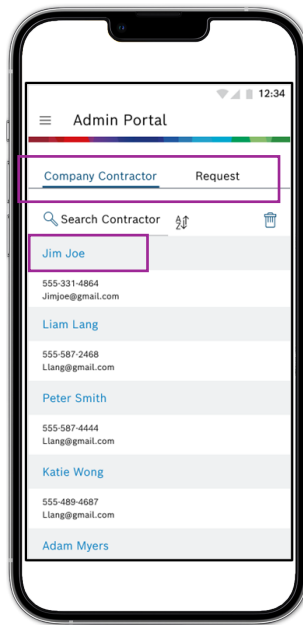 12:34
Admin Portal
Company Contractor Request
Search Contractor
Jim Joe
555-331-4864
Jimjoe@gmail.com
Liam Lang
555-587-2468
Llang@gmail.com
Peter Smith
555-587-4444
Llang@gmail.com
Katie Wong
555-489-4687
Llang@gmail.com
Adam Myers